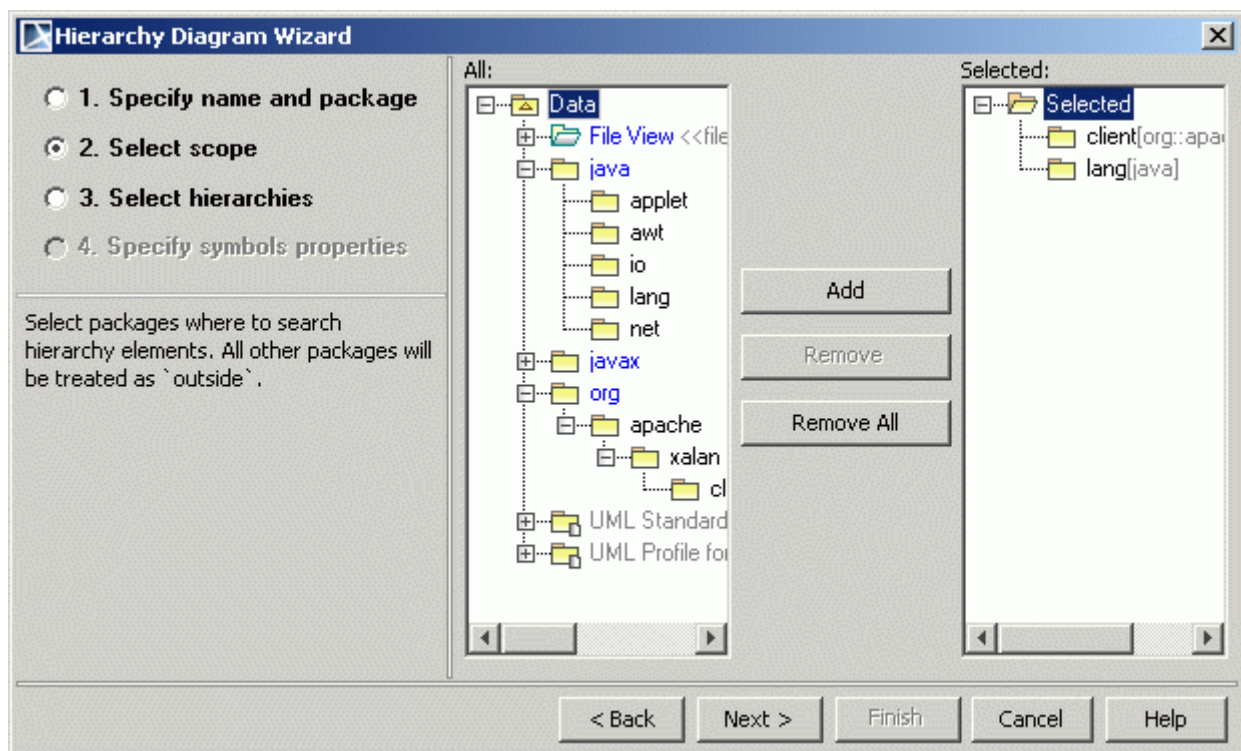 Hierarchy Diagram Wizard
1. Specify name and package
2. Select scope
3. Select hierarchies
4. Specify symbols properties
Select packages where to search
hierarchy elements. All other packages will
be treated as `outside`.
All:
Data
File View <<file
java
applet
awt
io
lang
net
javax
org
apache
xalan
cl
UML Standard
UML Profile for
Add
Remove
Remove All
Selected:
Selected
client[org::apa
lang[java]
< Back
Next >
Finish
Cancel
Help